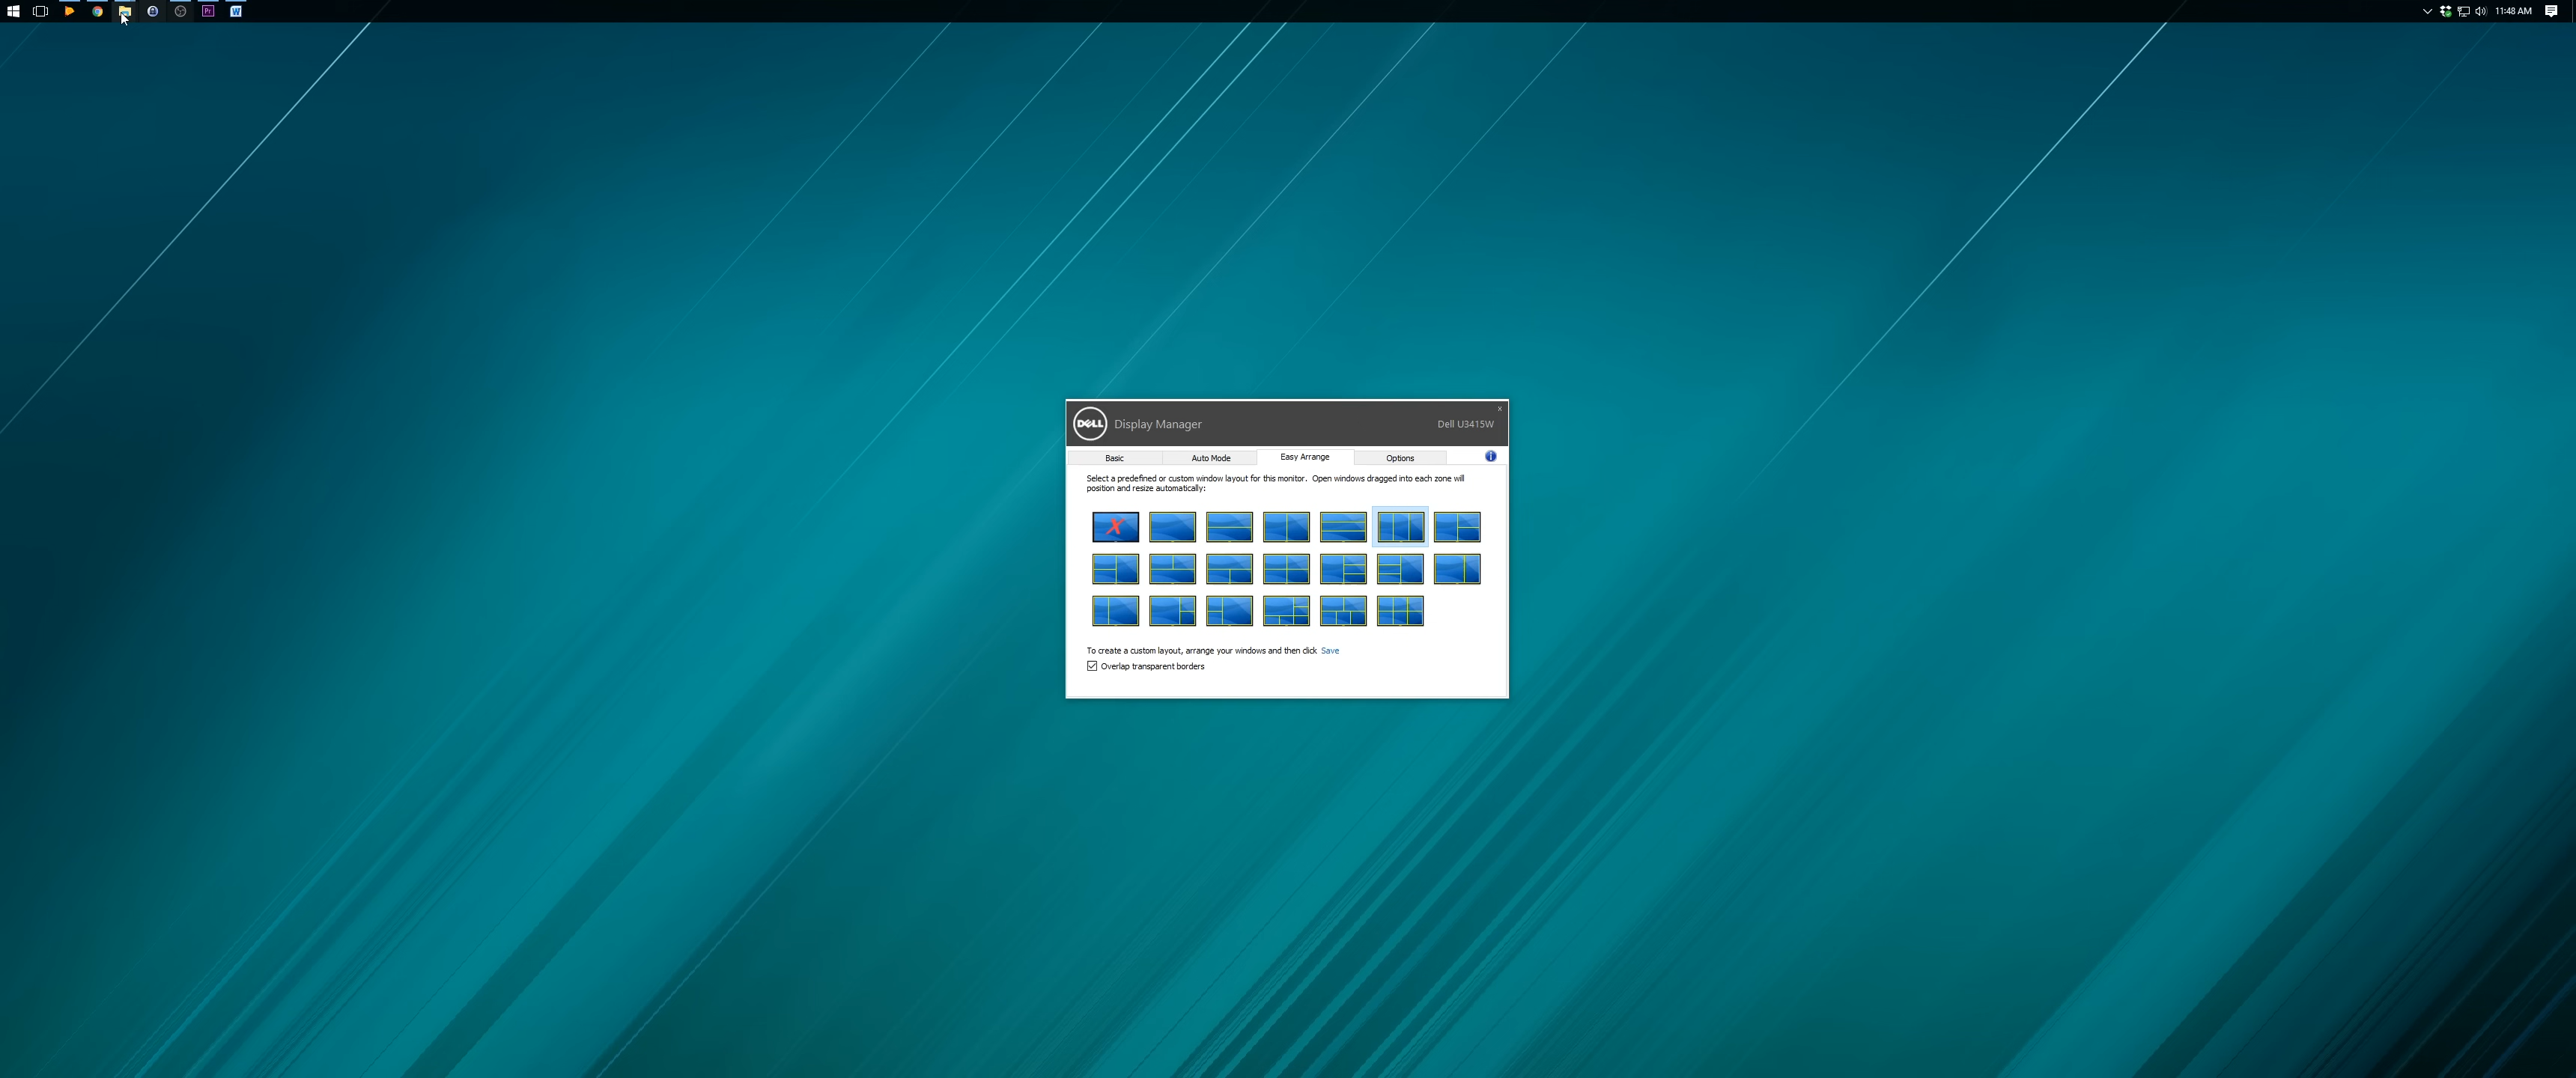 Pr
W
11:48 AM
DELL
Display Manager
x
Dell U3415W
Basic
Auto Mode
Easy Arrange
Options
i
Select a predefined or custom window layout for this monitor. Open windows dragged into each zone will
position and resize automatically:
X
To create a custom layout, arrange your windows and then click Save
Overlap transparent borders